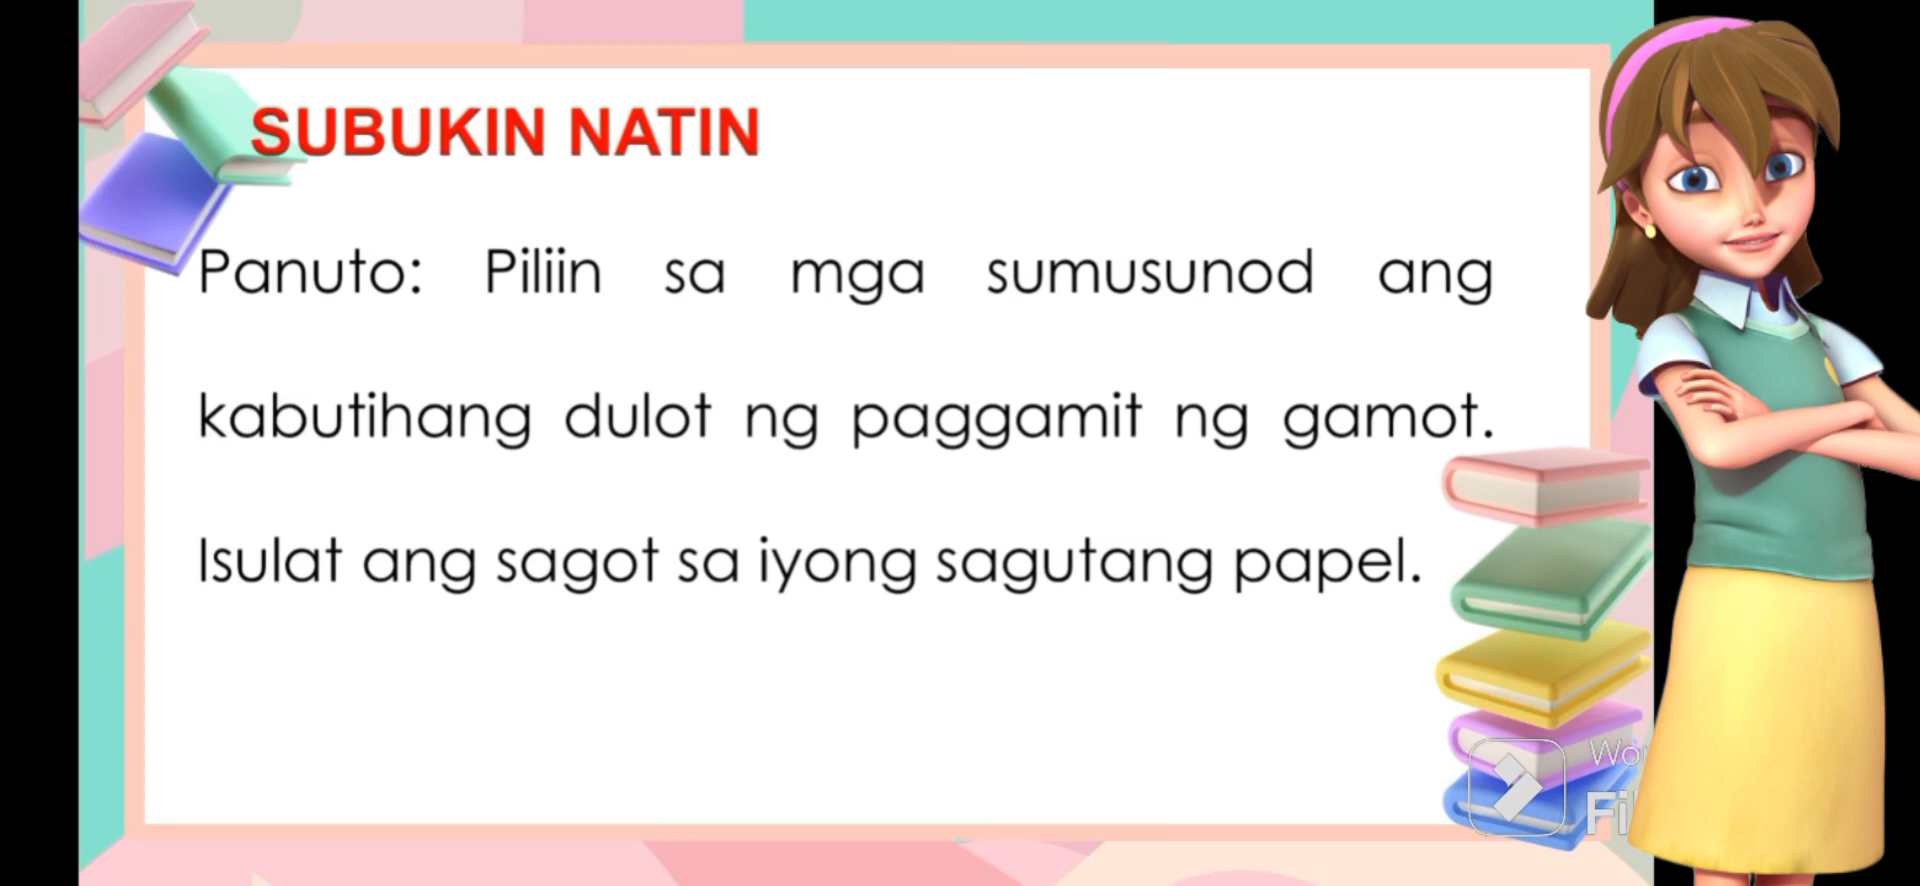 SUBUKIN NATIN
Panuto: Piliin sa mga sumusunod ang
kabutihang dulot ng paggamit ng gamot.
Isulat ang sagot sa iyong sagutang papel.